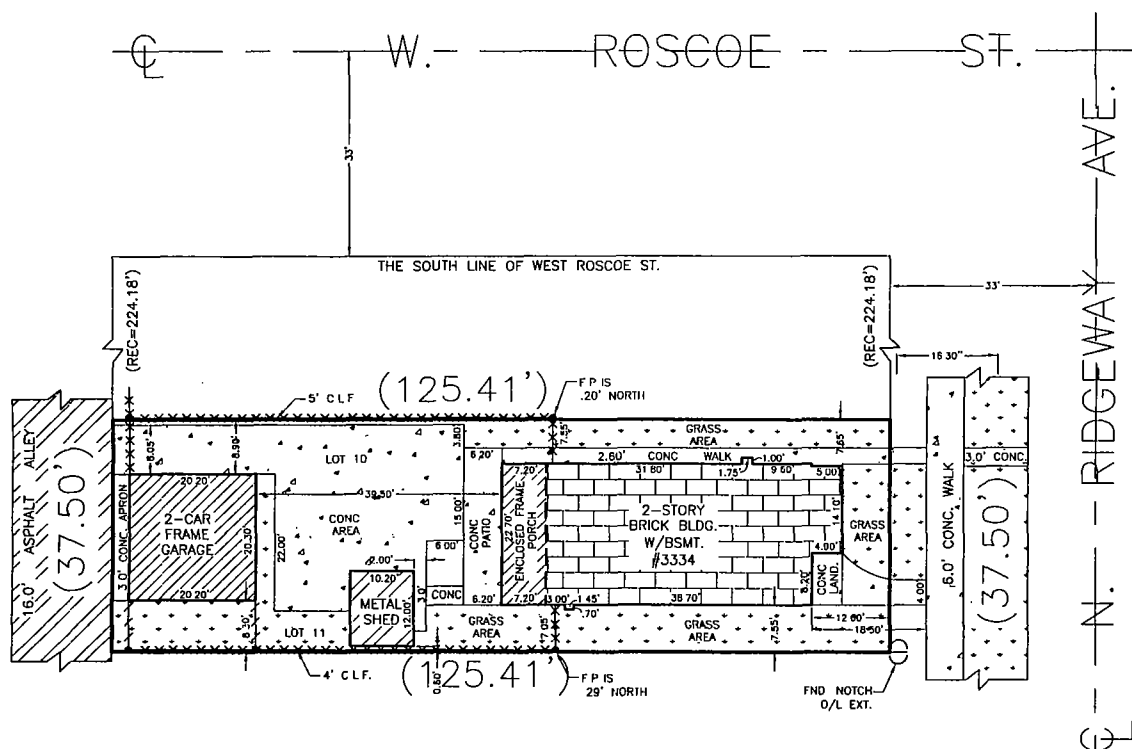 W. ROSCOE ST.
33'
THE SOUTH LINE OF WEST ROSCOE ST.
(REC=224.18')
(REC=224.18')
33'
N. RIDGEWAY AVE.
16 30"
(125.41')
5' C L F
F P IS
.20' NORTH
7.55'
7.65'
GRASS
AREA
16.0' ASPHALT ALLEY
(37.50')
3.0' CONC. APRON
8.90'
3.80'
LOT 10
6.20'
2.60' CONC WALK
1.00'
1.75'
7.20'
31 80'
9 60'
5 00'
3.0' CONC.
20 20'
39.50'
2-CAR
FRAME
GARAGE
20.30'
22.00'
CONC
AREA
15.00'
CONC
PATIO
22.70'
ENCLOSED FRAME
PORCH
2-STORY
BRICK BLDG.
W/BSMT.
#3334
14.10'
GRASS
AREA
6.0' CONC. WALK
(37.50')
6 00'
2.00'
10.20'
METAL
SHED
12.00'
3.0'
CONC
4.00'
8.20'
CONC
LAND.
4.00'
20 20'
6.20'
7.20'
3 00'
1 45'
.70'
36 70'
12 60'
18 50'
8.30'
LOT 11
GRASS
AREA
7.05'
GRASS
AREA
7.55'
4' C L F.
0.60'
(125.41')
F P IS
29' NORTH
FND NOTCH
O/L EXT.